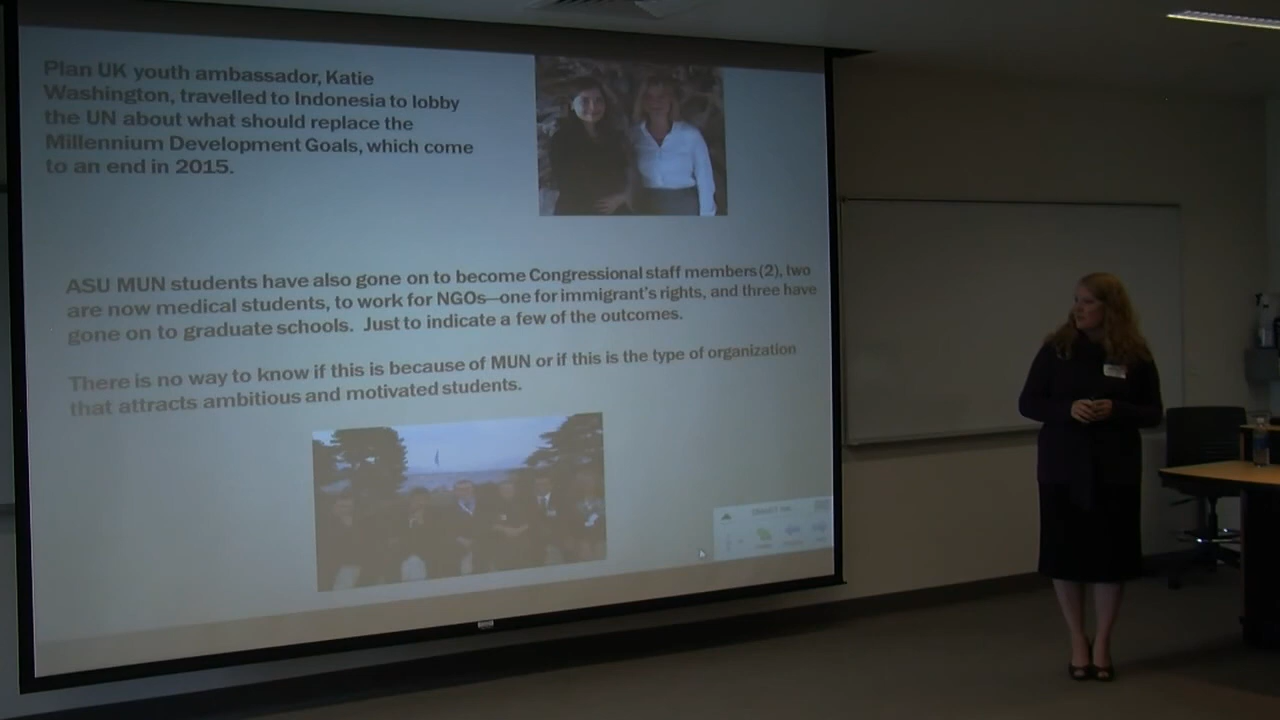 Plan UK youth ambassador, Katie
Washington, travelled to Indonesia to lobby
the UN about what should replace the
Millennium Development Goals, which come
to an end in 2015.
ASU MUN students have also gone on to become Congressional staff members (2), two
are now medical students, to work for NGOs—one for immigrant's rights, and three have
gone on to graduate schools. Just to indicate a few of the outcomes.
There is no way to know if this is because of MUN or if this is the type of organization
that attracts ambitious and motivated students.